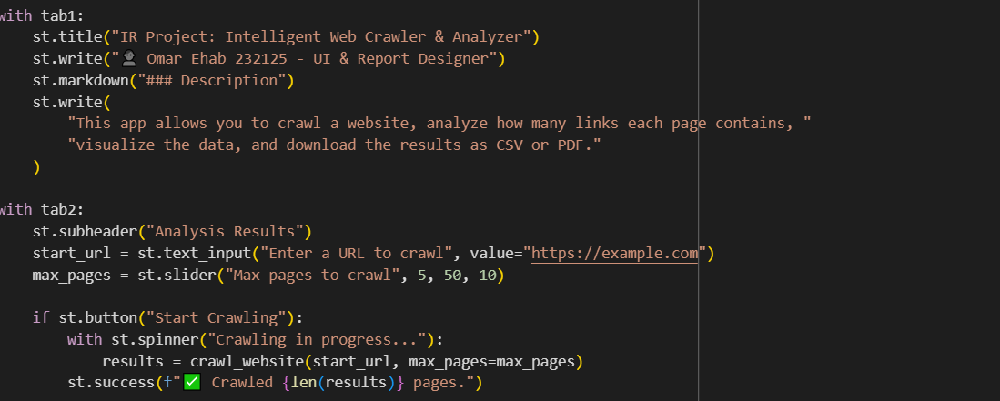 with tab1:
    st.title("IR Project: Intelligent Web Crawler & Analyzer")
    st.write("👤 Omar Ehab 232125 - UI & Report Designer")
    st.markdown("### Description")
    st.write(
        "This app allows you to crawl a website, analyze how many links each page contains, "
        "visualize the data, and download the results as CSV or PDF."
    )
with tab2:
    st.subheader("Analysis Results")
    start_url = st.text_input("Enter a URL to crawl", value="https://example.com")
    max_pages = st.slider("Max pages to crawl", 5, 50, 10)
    if st.button("Start Crawling"):
        with st.spinner("Crawling in progress..."):
            results = crawl_website(start_url, max_pages=max_pages)
        st.success(f"✅ Crawled {len(results)} pages.")